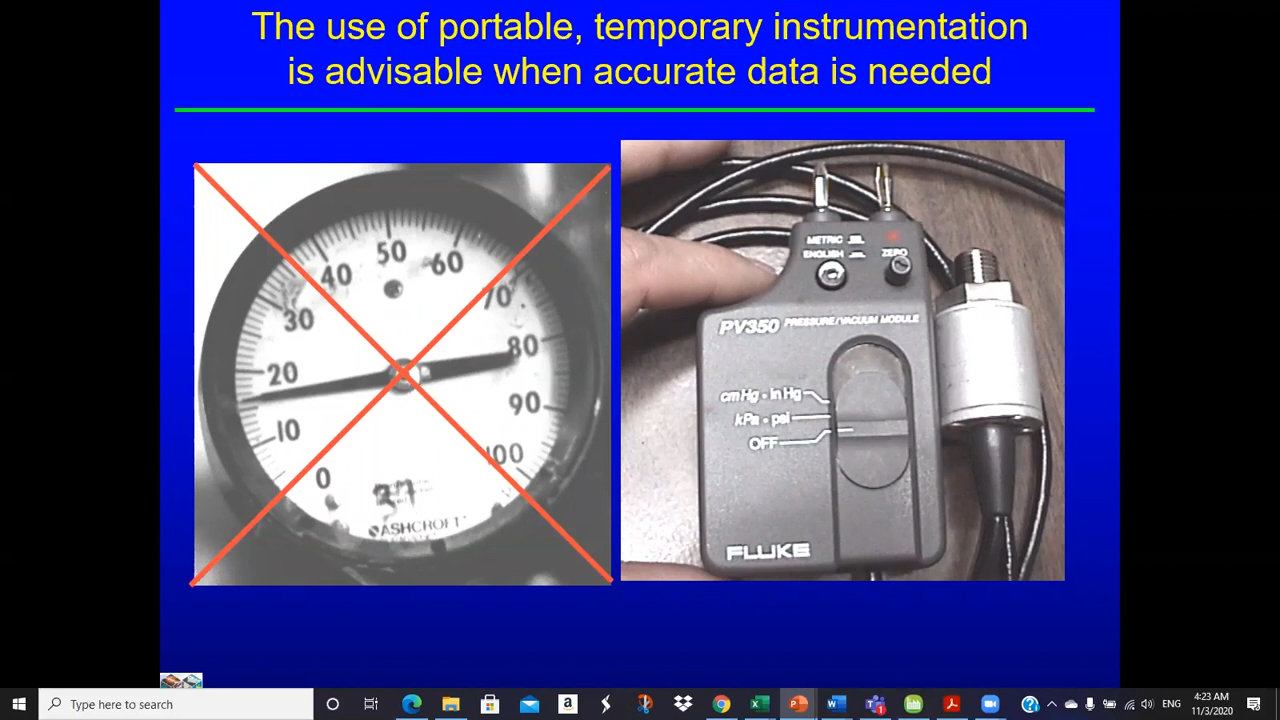 The use of portable, temporary instrumentation
is advisable when accurate data is needed
50
40
60
30
70
20
80
10
90
0
100
37
ASHCROFT
METRIC
ENGLISH
ZERO
PV350 PRESSURE/VACUUM MODULE
cmHg • inHg
kPa • psi
OFF
FLUKE
Type here to search
ENG
4:23 AM
11/3/2020